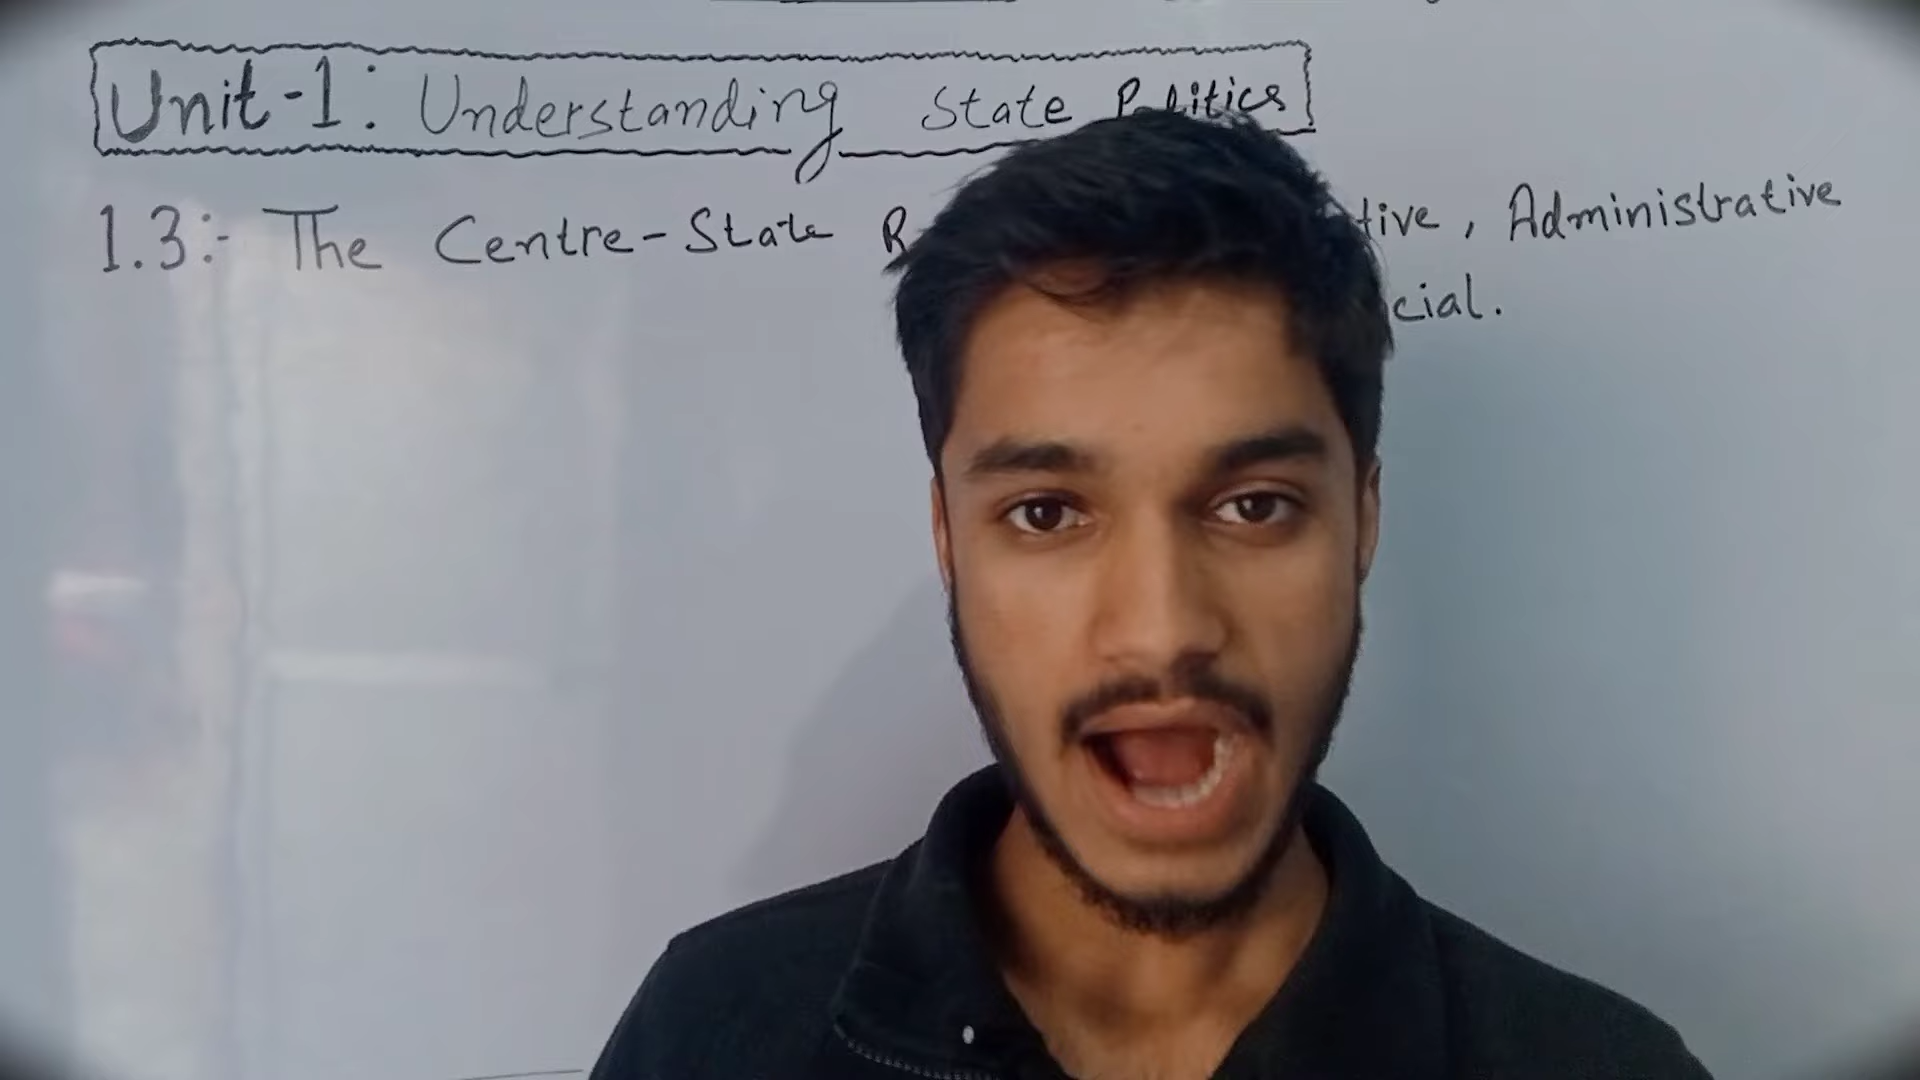 Unit-1: Understanding State Politics
1.3:- The Centre-State R tive, Administrative
cial.